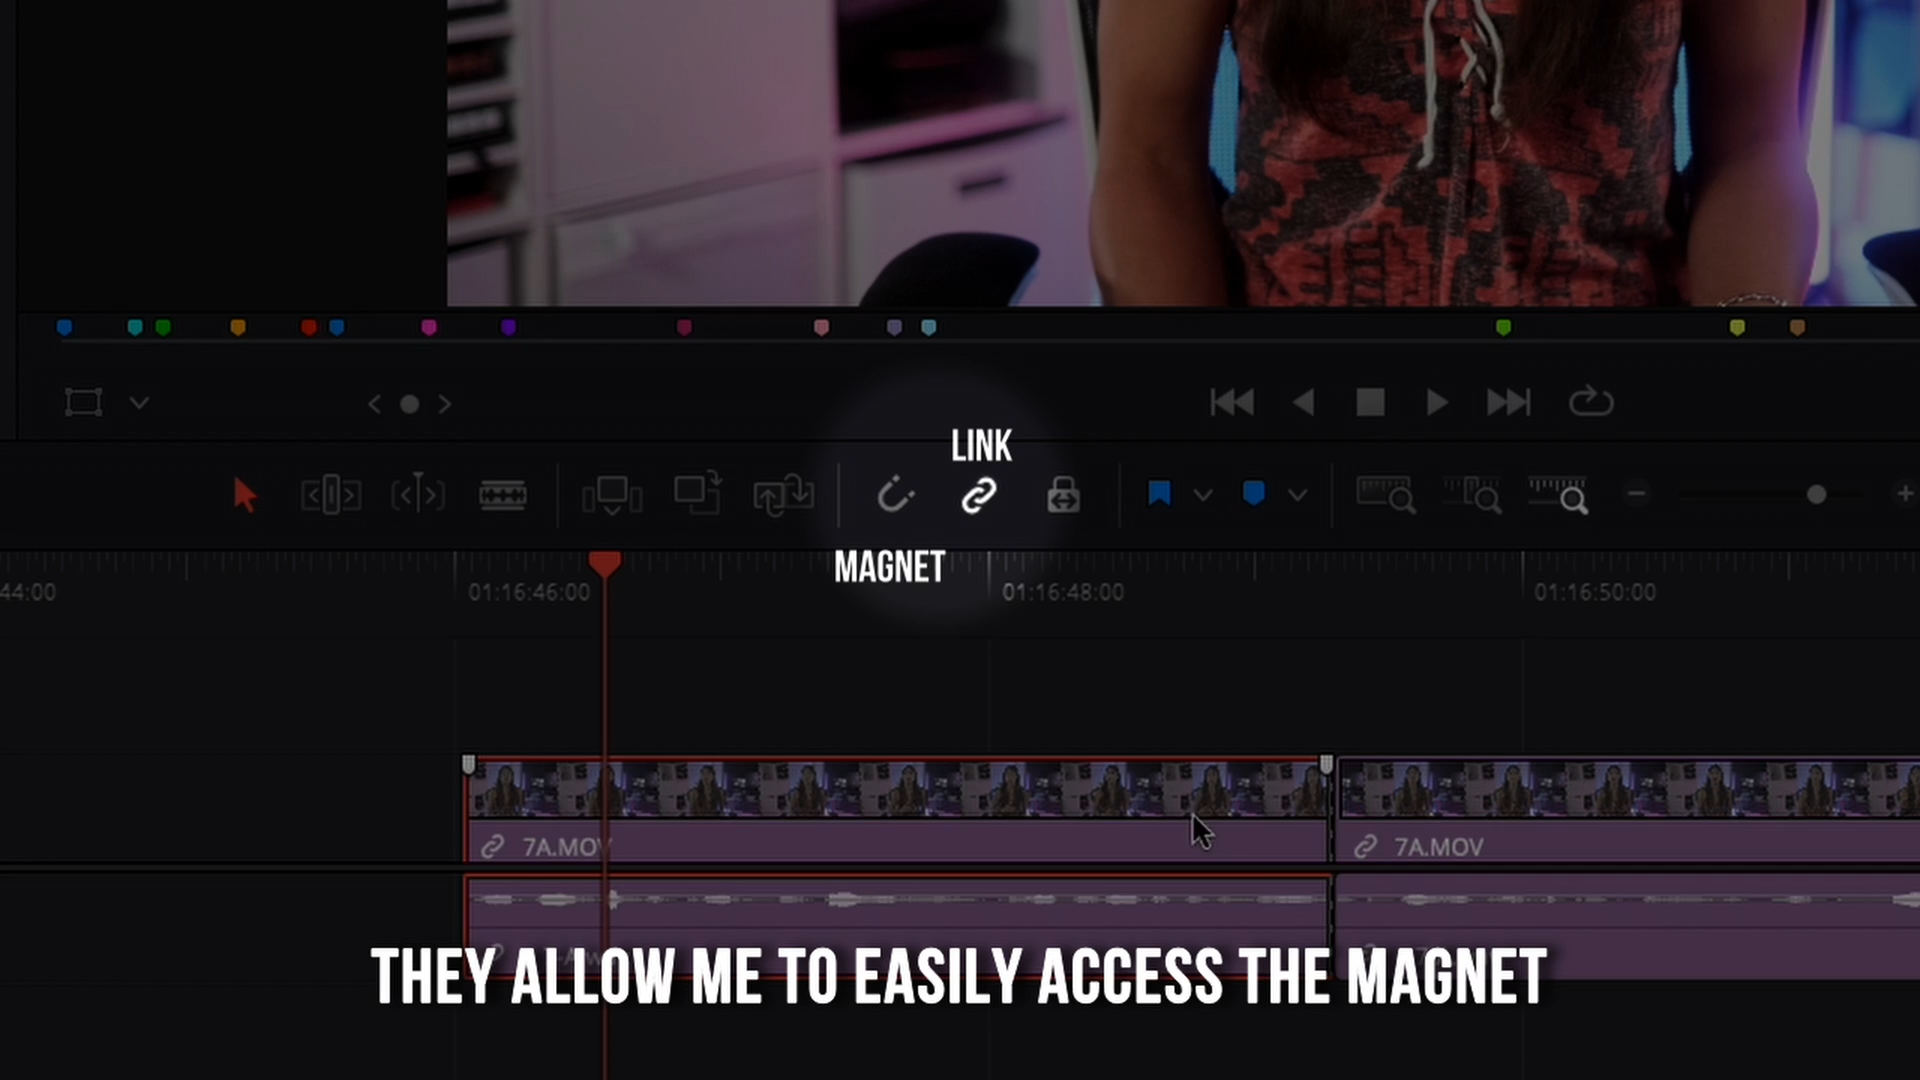 LINK
MAGNET
44:00
01:16:46:00
01:16:48:00
01:16:50:00
7A.MOV
7A.MOV
THEY ALLOW ME TO EASILY ACCESS THE MAGNET